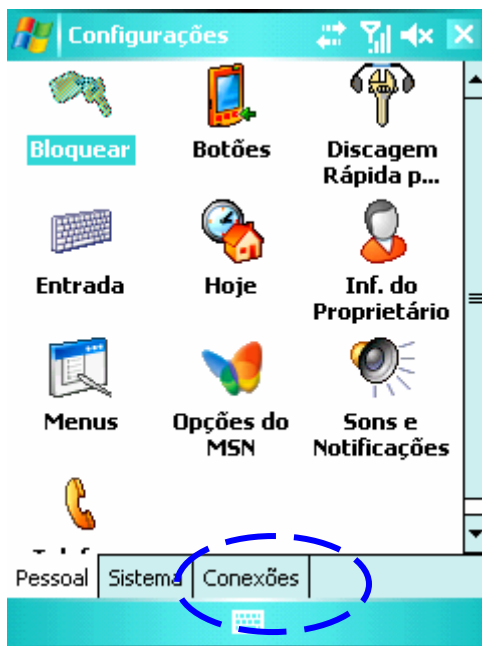 Configurações
Bloquear
Botões
Discagem
Rápida p...
Entrada
Hoje
Inf. do
Proprietário
Menus
Opções do
MSN
Sons e
Notificações
Pessoal
Sistema
Conexões